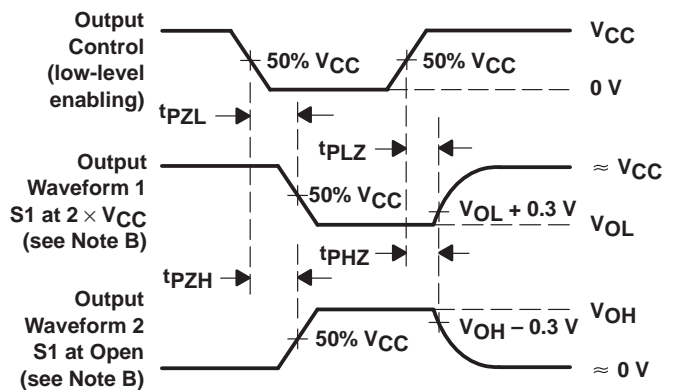 Output
Control
(low-level
enabling)
50% VCC
50% VCC
VCC
0 V
tPZL
tPLZ
Output
Waveform 1
S1 at 2 × VCC
(see Note B)
50% VCC
≈ VCC
VOL + 0.3 V
VOL
tPZH
tPHZ
Output
Waveform 2
S1 at Open
(see Note B)
50% VCC
VOH
VOH − 0.3 V
≈ 0 V